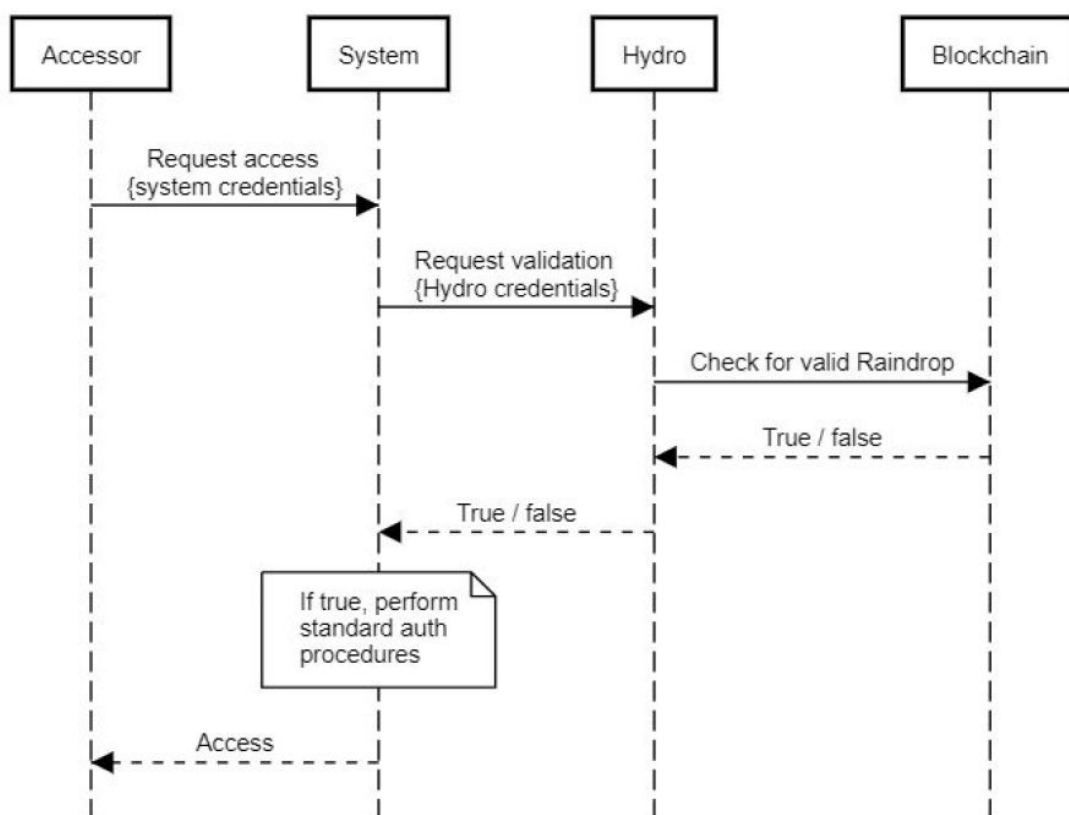 Accessor
System
Hydro
Blockchain
Request access
{system credentials}
Request validation
{Hydro credentials}
Check for valid Raindrop
True / false
True / false
If true, perform
standard auth
procedures
Access